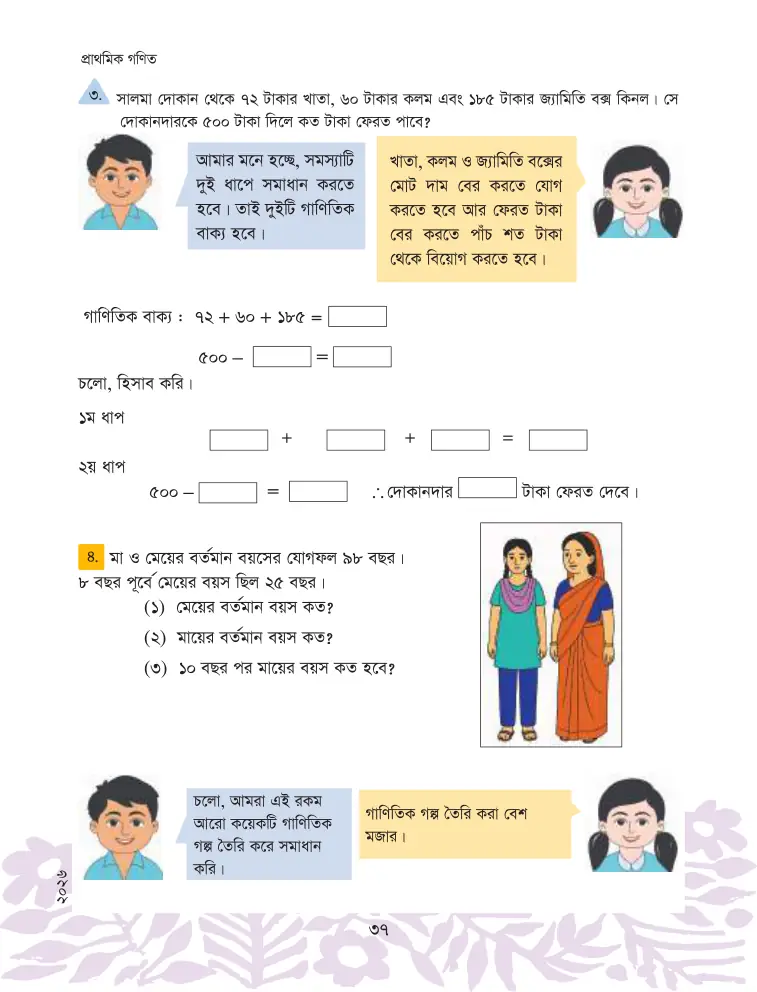 প্রাথমিক গণিত
৩. সালমা দোকান থেকে ৭২ টাকার খাতা, ৬০ টাকার কলম এবং ১৮৫ টাকার জ্যামিতি বক্স কিনল। সে
দোকানদারকে ৫০০ টাকা দিলে কত টাকা ফেরত পাবে?
আমার মনে হচ্ছে, সমস্যাটি
দুই ধাপে সমাধান করতে
হবে। তাই দুইটি গাণিতিক
বাক্য হবে।
খাতা, কলম ও জ্যামিতি বক্সের
মোট দাম বের করতে যোগ
করতে হবে আর ফেরত টাকা
বের করতে পাঁচ শত টাকা
থেকে বিয়োগ করতে হবে।
গাণিতিক বাক্য : ৭২ + ৬০ + ১৮৫ =
৫০০ – =
চলো, হিসাব করি।
১ম ধাপ
+ + =
২য় ধাপ
৫০০ – = ∴ দোকানদার টাকা ফেরত দেবে।
৪. মা ও মেয়ের বর্তমান বয়সের যোগফল ৯৮ বছর।
৮ বছর পূর্বে মেয়ের বয়স ছিল ২৫ বছর।
(১) মেয়ের বর্তমান বয়স কত?
(২) মায়ের বর্তমান বয়স কত?
(৩) ১০ বছর পর মায়ের বয়স কত হবে?
চলো, আমরা এই রকম
আরো কয়েকটি গাণিতিক
গল্প তৈরি করে সমাধান
করি।
গাণিতিক গল্প তৈরি করা বেশ
মজার।
২০২৬
৩৭